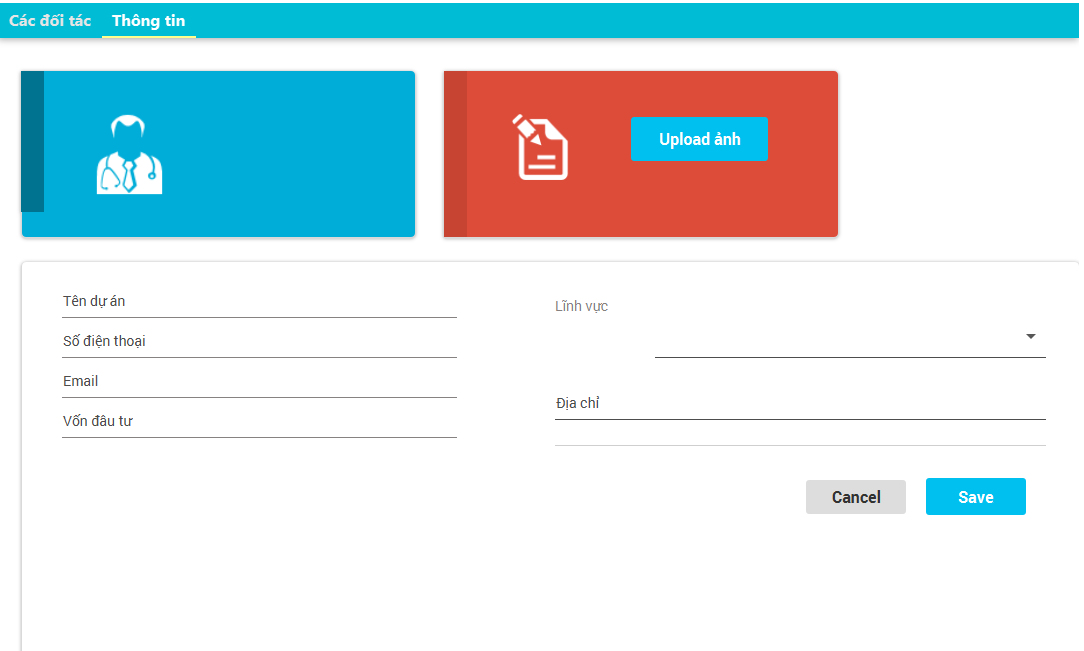 Các đối tác
Thông tin
Upload ảnh
Tên dự án
Số điện thoại
Email
Vốn đâu tư
Lĩnh vực
Địa chỉ
Cancel
Save